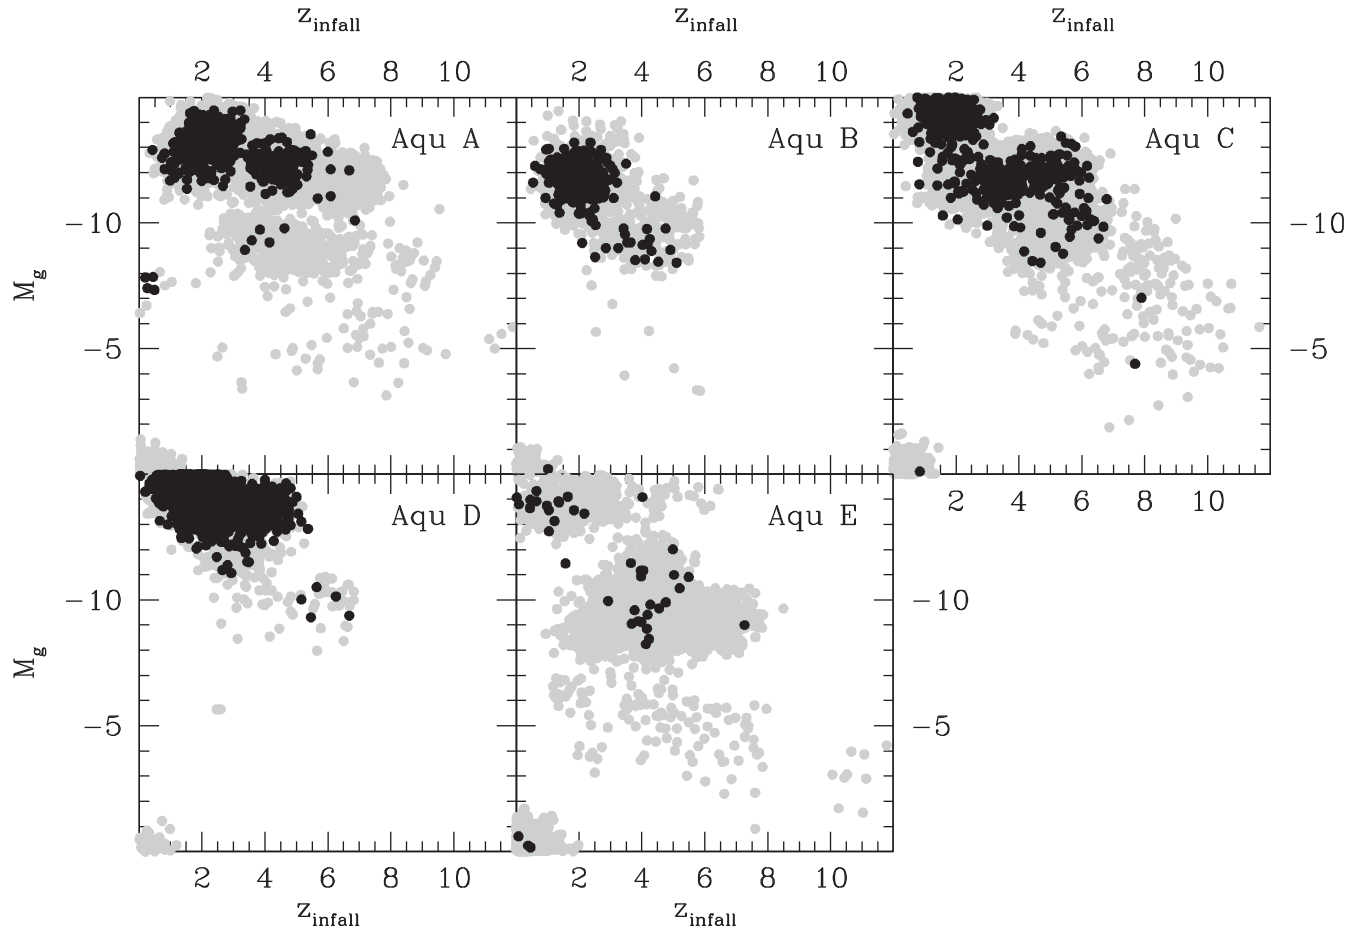 z_infall z_infall z_infall
2 4 6 8 10 2 4 6 8 10 2 4 6 8 10
Aqu A Aqu B Aqu C
−10 −10
M_g
−5 −5
2 4 6 8 10
Aqu D Aqu E
−10 −10
M_g
−5 −5
2 4 6 8 10 2 4 6 8 10
z_infall z_infall